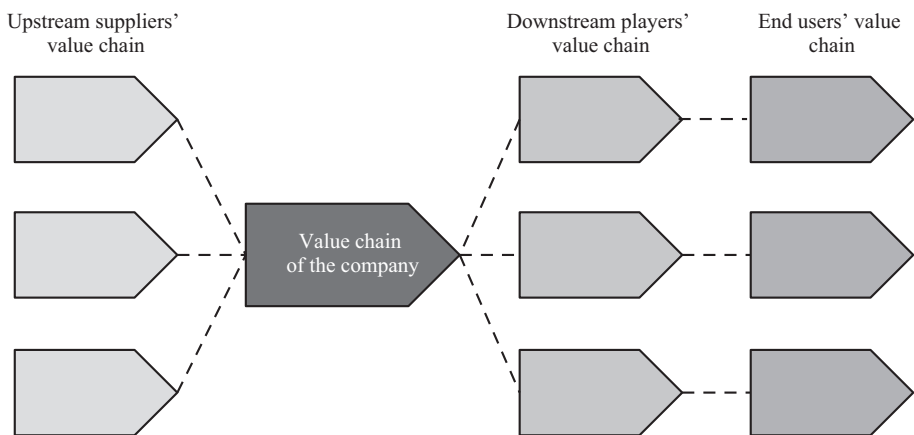 Upstream suppliers’
value chain
Downstream players’
value chain
End users’ value
chain
Value chain
of the company